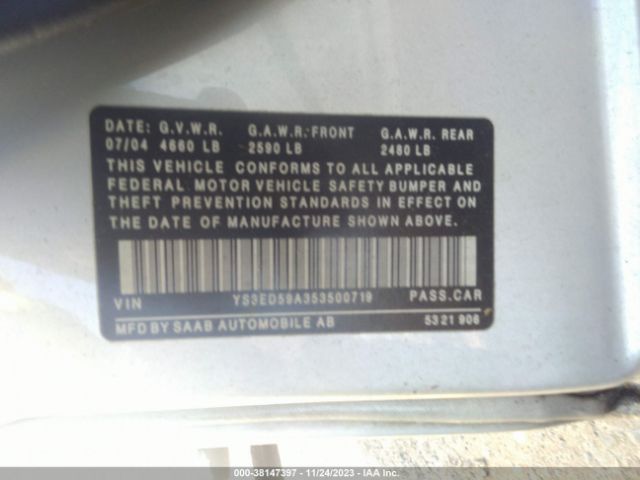 DATE: G.V.W.R. G.A.W.R. FRONT G.A.W.R. REAR
07/04 4660 LB 2590 LB 2480 LB
THIS VEHICLE CONFORMS TO ALL APPLICABLE
FEDERAL MOTOR VEHICLE SAFETY BUMPER AND
THEFT PREVENTION STANDARDS IN EFFECT ON
THE DATE OF MANUFACTURE SHOWN ABOVE.
VIN YS3ED59A353500719 PASS.CAR
MFD BY SAAB AUTOMOBILE AB 5321 906
000-38147397 - 11/24/2023 - IAA Inc.